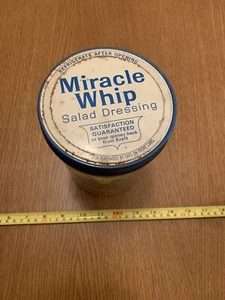 REFRIGERATE AFTER OPENING
Miracle
Whip
Salad Dressing
SATISFACTION
GUARANTEED
or your money back
from Kraft